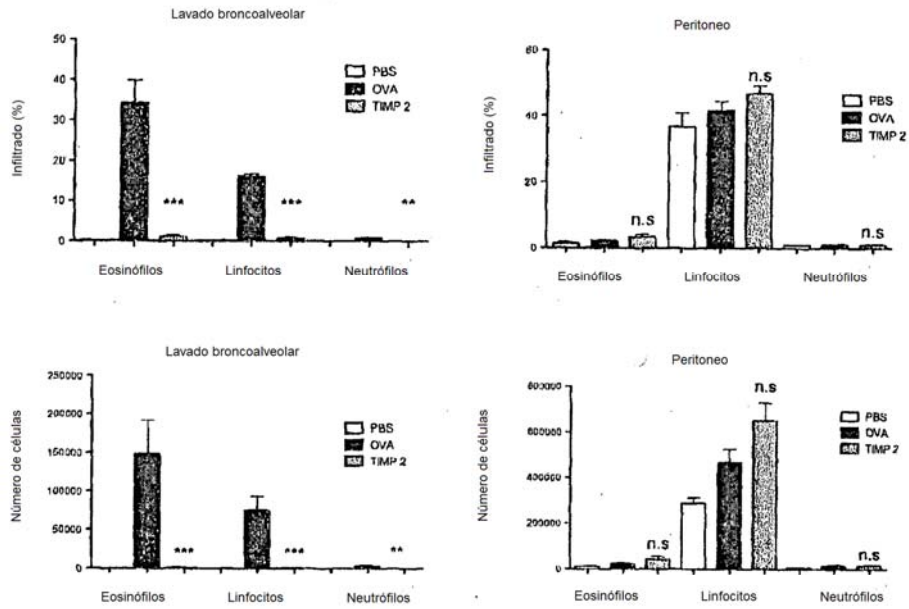 Lavado broncoalveolar
Infiltrado (%)
50
40
30
20
10
0
PBS
OVA
TIMP 2
*** *** **
Eosinófilos Linfocitos Neutrófilos
Peritoneo
Infiltrado (%)
60
40
20
0
n.s
PBS
OVA
TIMP 2
n.s
n.s
Eosinófilos Linfocitos Neutrófilos
Lavado broncoalveolar
Número de células
250000
200000
150000
100000
50000
0
PBS
OVA
TIMP 2
*** *** **
Eosinófilos Linfocitos Neutrófilos
Peritoneo
Número de células
800000
600000
400000
200000
0
n.s
PBS
OVA
TIMP 2
n.s
n.s
Eosinófilos Linfocitos Neutrófilos